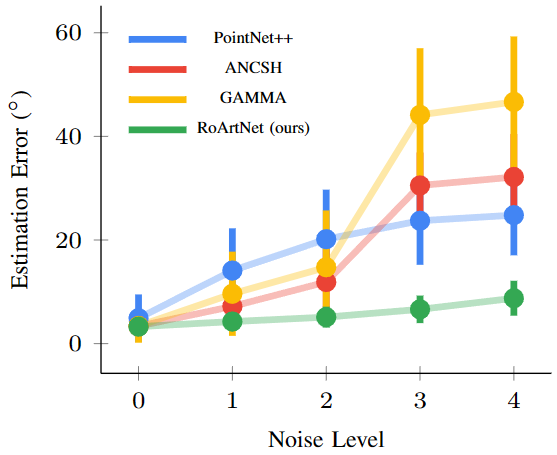 60
PointNet++
ANCSH
GAMMA
RoArtNet (ours)
40
20
0
Estimation Error (°)
0 1 2 3 4
Noise Level